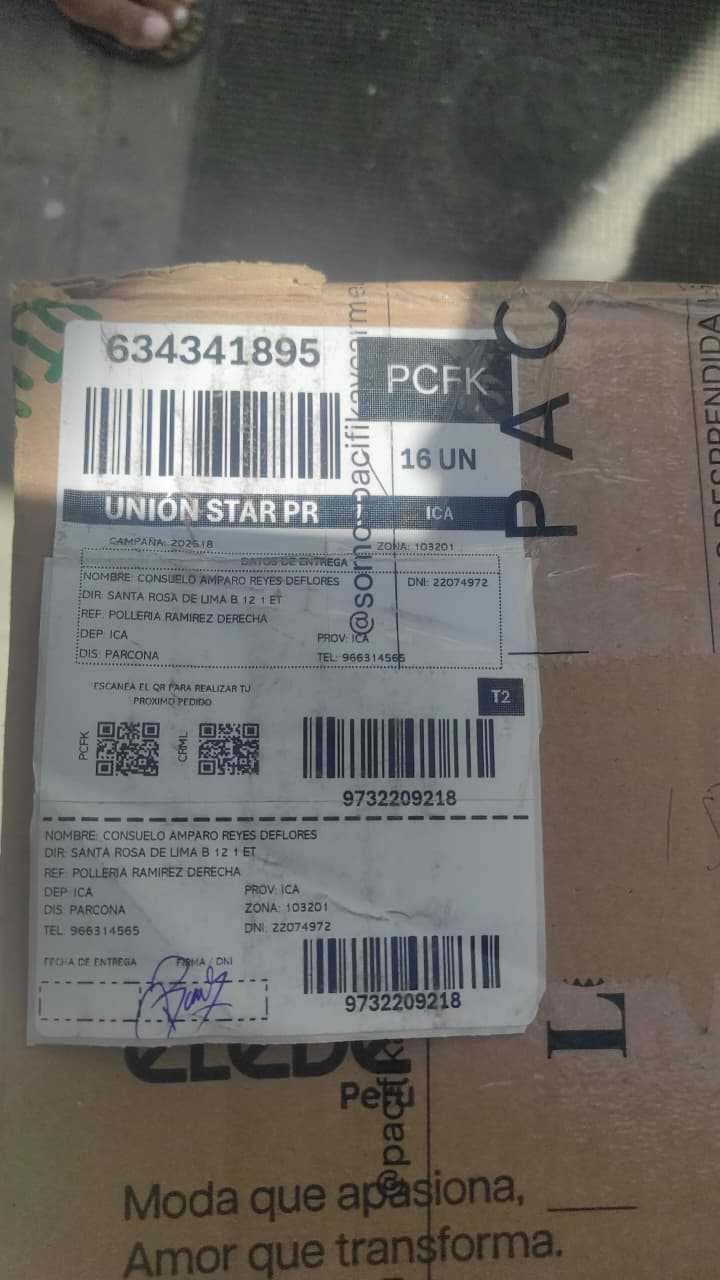 634341895
PCFK
16 UN
UNIÓN STAR PR
ICA
CAMPAÑA: 202518
ZONA: 103201
DATOS DE ENTREGA
NOMBRE: CONSUELO AMPARO REYES DEFLORES
DNI: 22074972
DIR: SANTA ROSA DE LIMA B 12 1 ET
REF: POLLERIA RAMIREZ DERECHA
DEP: ICA
PROV: ICA
DIS: PARCONA
TEL: 966314565
ESCANEA EL QR PARA REALIZAR TU
PROXIMO PEDIDO
T2
PCFK
CRML
9732209218
NOMBRE: CONSUELO AMPARO REYES DEFLORES
DIR: SANTA ROSA DE LIMA B 12 1 ET
REF: POLLERIA RAMIREZ DERECHA
DEP: ICA
PROV: ICA
DIS: PARCONA
ZONA: 103201
TEL: 966314565
DNI: 22074972
FECHA DE ENTREGA
FIRMA / DNI
9732209218
Perú
Moda que apasiona,
Amor que transforma.
PAC
L
DESPRENDIDA